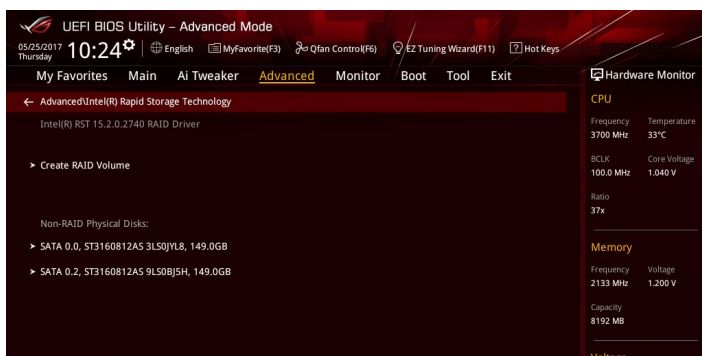 UEFI BIOS Utility – Advanced Mode
05/25/2017 Thursday 10:24 English MyFavorite(F3) Qfan Control(F6) EZ Tuning Wizard(F11) ? Hot Keys
My Favorites Main Ai Tweaker Advanced Monitor Boot Tool Exit
Hardware Monitor
← Advanced\Intel(R) Rapid Storage Technology
Intel(R) RST 15.2.0.2740 RAID Driver
> Create RAID Volume
Non-RAID Physical Disks:
> SATA 0.0, ST3160812AS 3LS0JYL8, 149.0GB
> SATA 0.2, ST3160812AS 9LS0BJ5H, 149.0GB
CPU
Frequency Temperature
3700 MHz 33°C
BCLK Core Voltage
100.0 MHz 1.040 V
Ratio
37x
Memory
Frequency Voltage
2133 MHz 1.200 V
Capacity
8192 MB